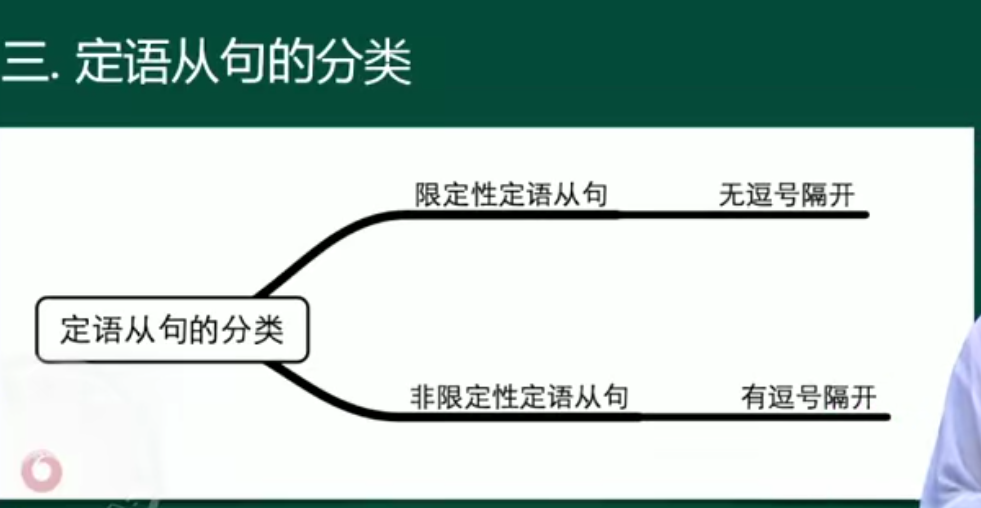 三. 定语从句的分类
限定性定语从句 无逗号隔开
定语从句的分类
非限定性定语从句 有逗号隔开